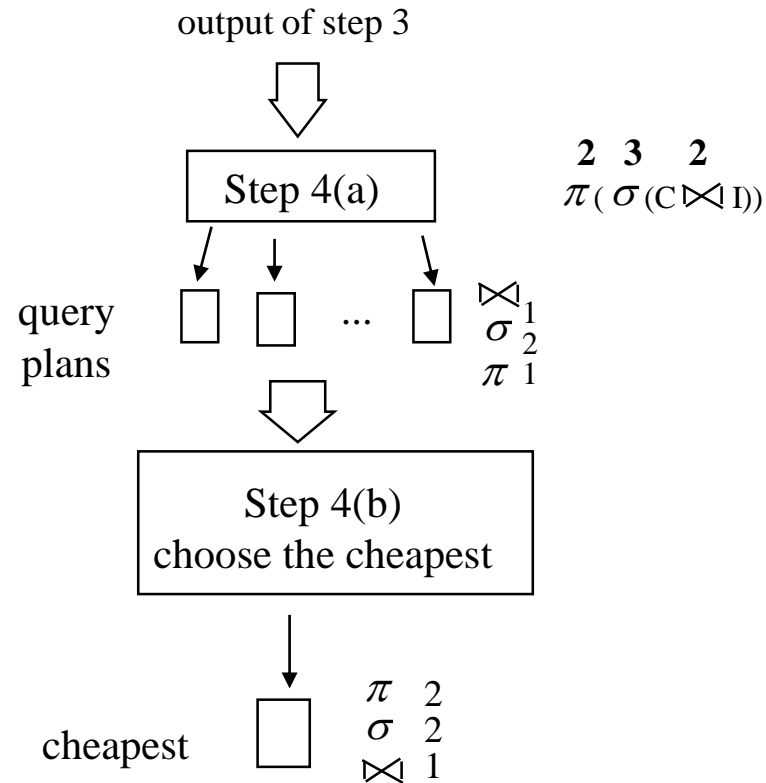 output of step 3
2 3 2
π( σ (C ⋈ I))
Step 4(a)
query
plans
...
⋈ 1
σ 2
π 1
Step 4(b)
choose the cheapest
cheapest
π 2
σ 2
⋈ 1